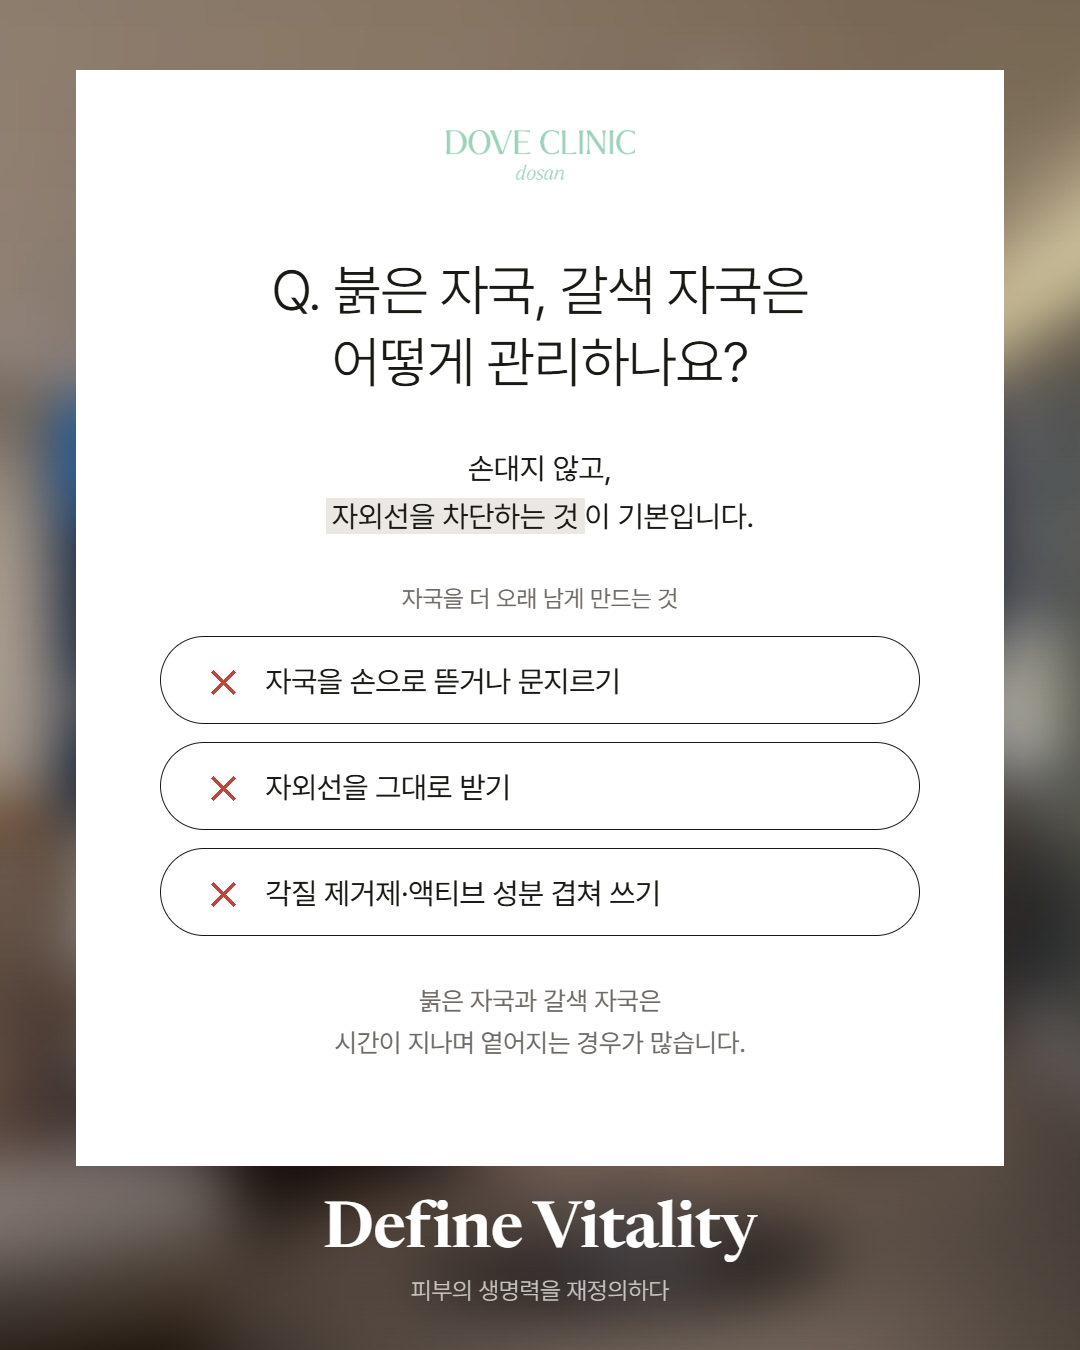 DOVE CLINIC
dosan
Q. 붉은 자국, 갈색 자국은
어떻게 관리하나요?
손대지 않고,
자외선을 차단하는 것이 기본입니다.
자국을 더 오래 남게 만드는 것
자국을 손으로 뜯거나 문지르기
자외선을 그대로 받기
각질 제거제·액티브 성분 겹쳐 쓰기
붉은 자국과 갈색 자국은
시간이 지나며 옅어지는 경우가 많습니다.
Define Vitality
피부의 생명력을 재정의하다